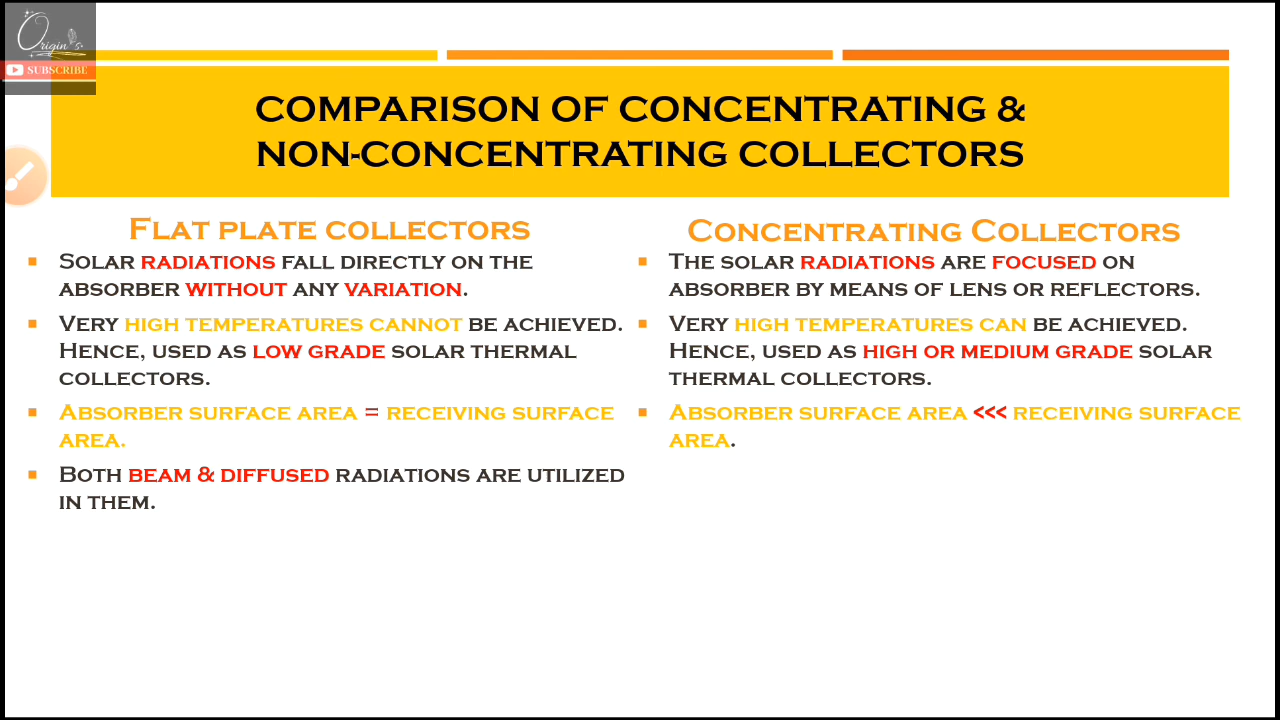 Origin's
SUBSCRIBE
COMPARISON OF CONCENTRATING &
NON-CONCENTRATING COLLECTORS
FLAT PLATE COLLECTORS
SOLAR RADIATIONS FALL DIRECTLY ON THE
ABSORBER WITHOUT ANY VARIATION.
VERY HIGH TEMPERATURES CANNOT BE ACHIEVED.
HENCE, USED AS LOW GRADE SOLAR THERMAL
COLLECTORS.
ABSORBER SURFACE AREA = RECEIVING SURFACE
AREA.
BOTH BEAM & DIFFUSED RADIATIONS ARE UTILIZED
IN THEM.
CONCENTRATING COLLECTORS
THE SOLAR RADIATIONS ARE FOCUSED ON
ABSORBER BY MEANS OF LENS OR REFLECTORS.
VERY HIGH TEMPERATURES CAN BE ACHIEVED.
HENCE, USED AS HIGH OR MEDIUM GRADE SOLAR
THERMAL COLLECTORS.
ABSORBER SURFACE AREA <<< RECEIVING SURFACE
AREA.